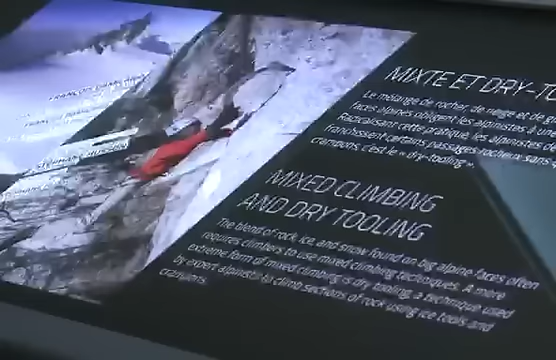 MIXTE ET DRY-TO
Le mélange de rocher, de neige et de g
faces alpines obligent les alpinistes à
Radicalisant cette pratique, les alpinistes
franchissent certains passages rocheux sans
crampons, c'est le « dry-tooling ».
MIXED CLIMBING
AND DRY TOOLING
The blend of rock, ice and snow found on big alpine faces often
requires climbers to use mixed climbing techniques. A more
extreme form of mixed climbing is dry tooling, a technique used
by expert alpinists to climb sections of rock using ice tools and
crampons.